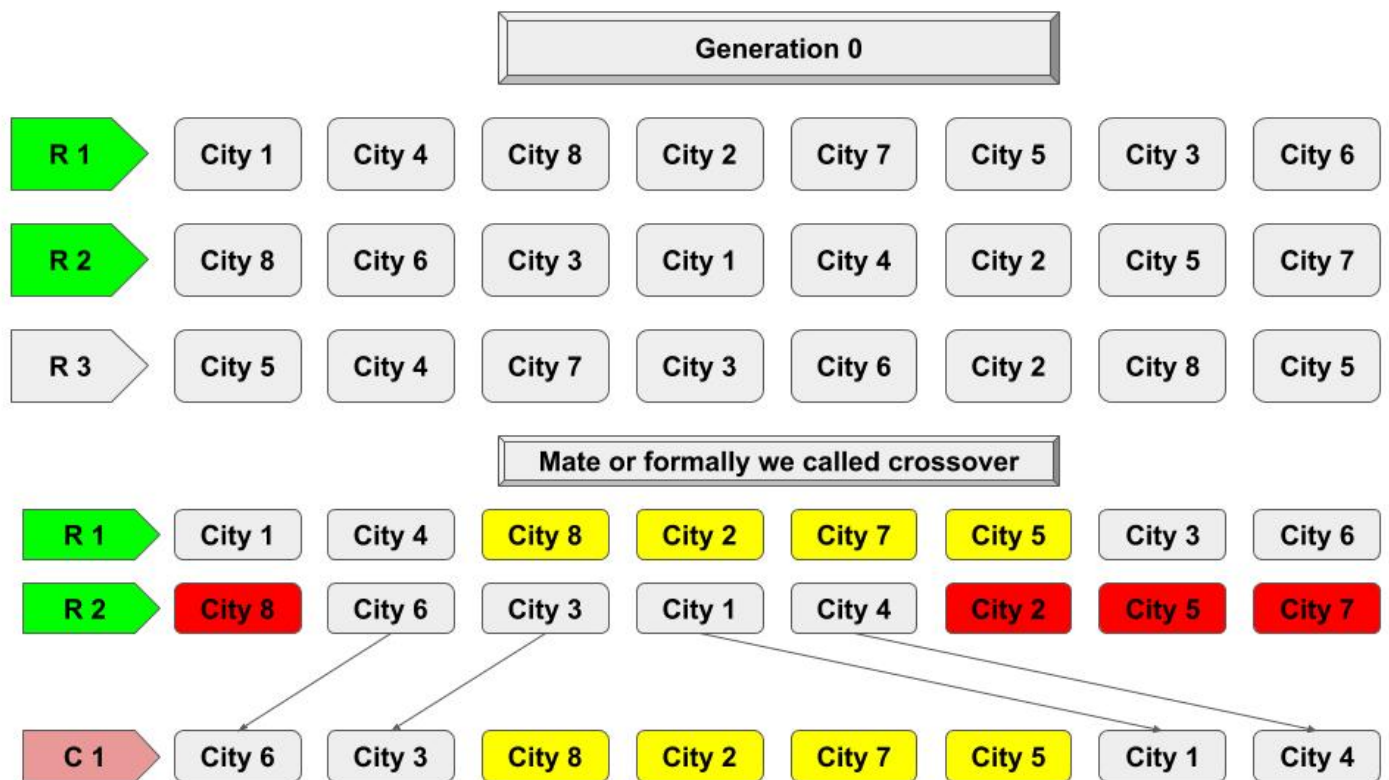 Generation 0
R 1 City 1 City 4 City 8 City 2 City 7 City 5 City 3 City 6
R 2 City 8 City 6 City 3 City 1 City 4 City 2 City 5 City 7
R 3 City 5 City 4 City 7 City 3 City 6 City 2 City 8 City 5
Mate or formally we called crossover
R 1 City 1 City 4 City 8 City 2 City 7 City 5 City 3 City 6
R 2 City 8 City 6 City 3 City 1 City 4 City 2 City 5 City 7
C 1 City 6 City 3 City 8 City 2 City 7 City 5 City 1 City 4